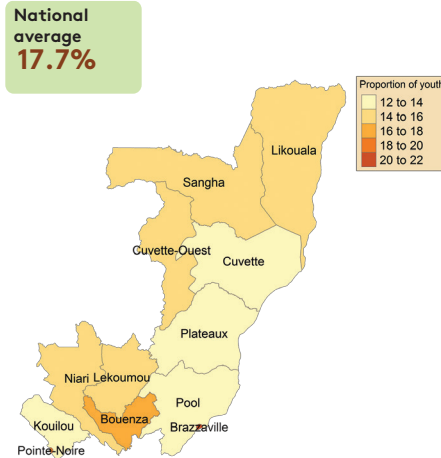 National
average
17.7%
Proportion of youth
12 to 14
14 to 16
16 to 18
18 to 20
20 to 22
Likouala
Sangha
Cuvette-Ouest
Cuvette
Plateaux
Niari
Lekoumou
Pool
Bouenza
Kouilou
Brazzaville
Pointe-Noire